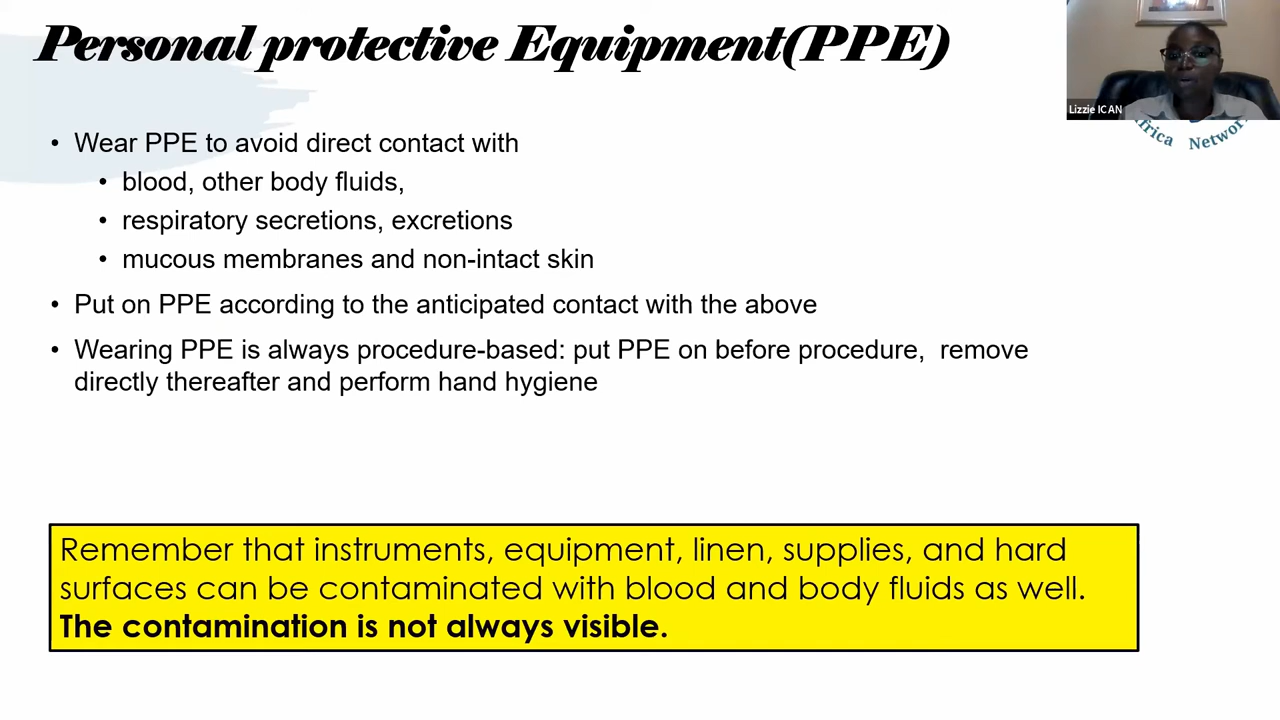 Personal protective Equipment(PPE)
Lizzie ICAN
Africa Network
• Wear PPE to avoid direct contact with
• blood, other body fluids,
• respiratory secretions, excretions
• mucous membranes and non-intact skin
• Put on PPE according to the anticipated contact with the above
• Wearing PPE is always procedure-based: put PPE on before procedure, remove
directly thereafter and perform hand hygiene
Remember that instruments, equipment, linen, supplies, and hard
surfaces can be contaminated with blood and body fluids as well.
The contamination is not always visible.